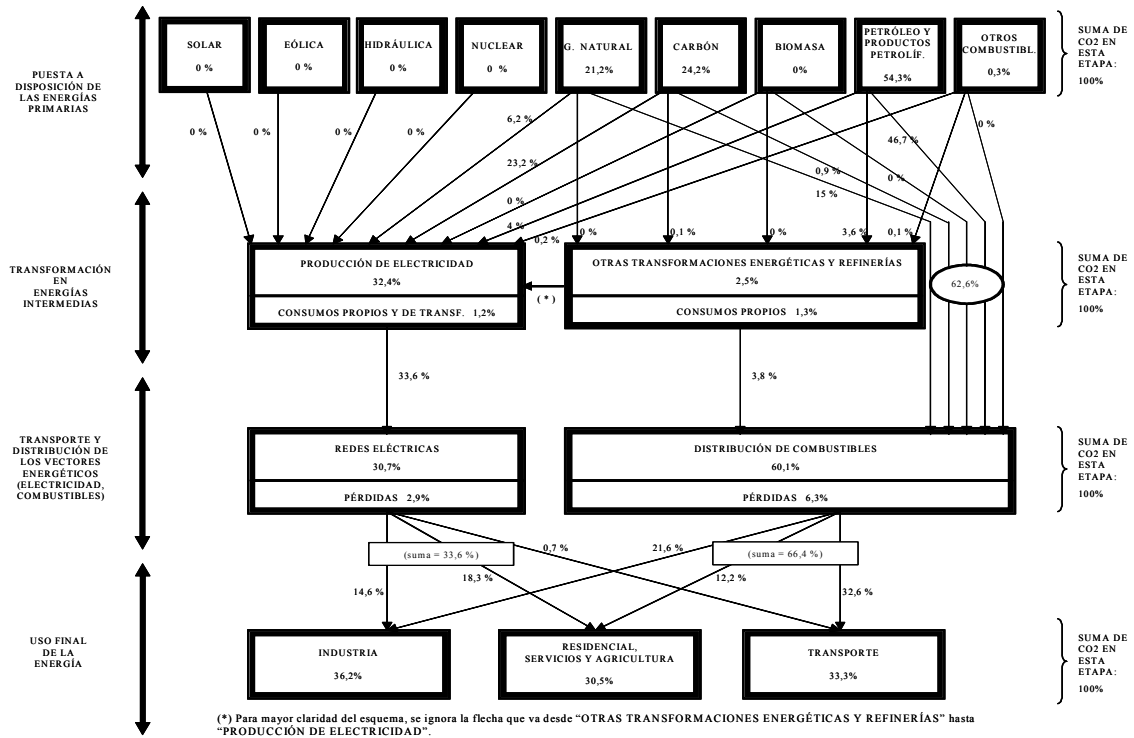 SOLAR
0 %
EÓLICA
0 %
HIDRÁULICA
0 %
NUCLEAR
0 %
G. NATURAL
21,2%
CARBÓN
24,2%
BIOMASA
0%
PETRÓLEO Y
PRODUCTOS
PETROLÍF.
54,3%
OTROS
COMBUSTIBL.
0,3%
SUMA DE
CO2 EN
ESTA
ETAPA:
100%
PUESTA A
DISPOSICIÓN DE
LAS ENERGÍAS
PRIMARIAS
0 %
0 %
0 %
0 %
6,2 %
23,2 %
0 %
4 %
0,2 %
0 %
0,1 %
0 %
3,6 %
0,1 %
15 %
0,9 %
0 %
46,7 %
0 %
TRANSFORMACIÓN
EN
ENERGÍAS
INTERMEDIAS
PRODUCCIÓN DE ELECTRICIDAD
32,4%
CONSUMOS PROPIOS Y DE TRANSF. 1,2%
(*)
OTRAS TRANSFORMACIONES ENERGÉTICAS Y REFINERÍAS
2,5%
CONSUMOS PROPIOS 1,3%
62,6%
SUMA DE
CO2 EN
ESTA
ETAPA:
100%
33,6 %
3,8 %
TRANSPORTE Y
DISTRIBUCIÓN DE
LOS VECTORES
ENERGÉTICOS
(ELECTRICIDAD,
COMBUSTIBLES)
REDES ELÉCTRICAS
30,7%
PÉRDIDAS 2,9%
DISTRIBUCIÓN DE COMBUSTIBLES
60,1%
PÉRDIDAS 6,3%
SUMA DE
CO2 EN
ESTA
ETAPA:
100%
(suma = 33,6 %)
0,7 %
21,6 %
(suma = 66,4 %)
14,6 %
18,3 %
12,2 %
32,6 %
USO FINAL
DE LA
ENERGÍA
INDUSTRIA
36,2%
RESIDENCIAL,
SERVICIOS Y AGRICULTURA
30,5%
TRANSPORTE
33,3%
SUMA DE
CO2 EN
ESTA
ETAPA:
100%
(*) Para mayor claridad del esquema, se ignora la flecha que va desde “OTRAS TRANSFORMACIONES ENERGÉTICAS Y REFINERÍAS” hasta
“PRODUCCIÓN DE ELECTRICIDAD”.